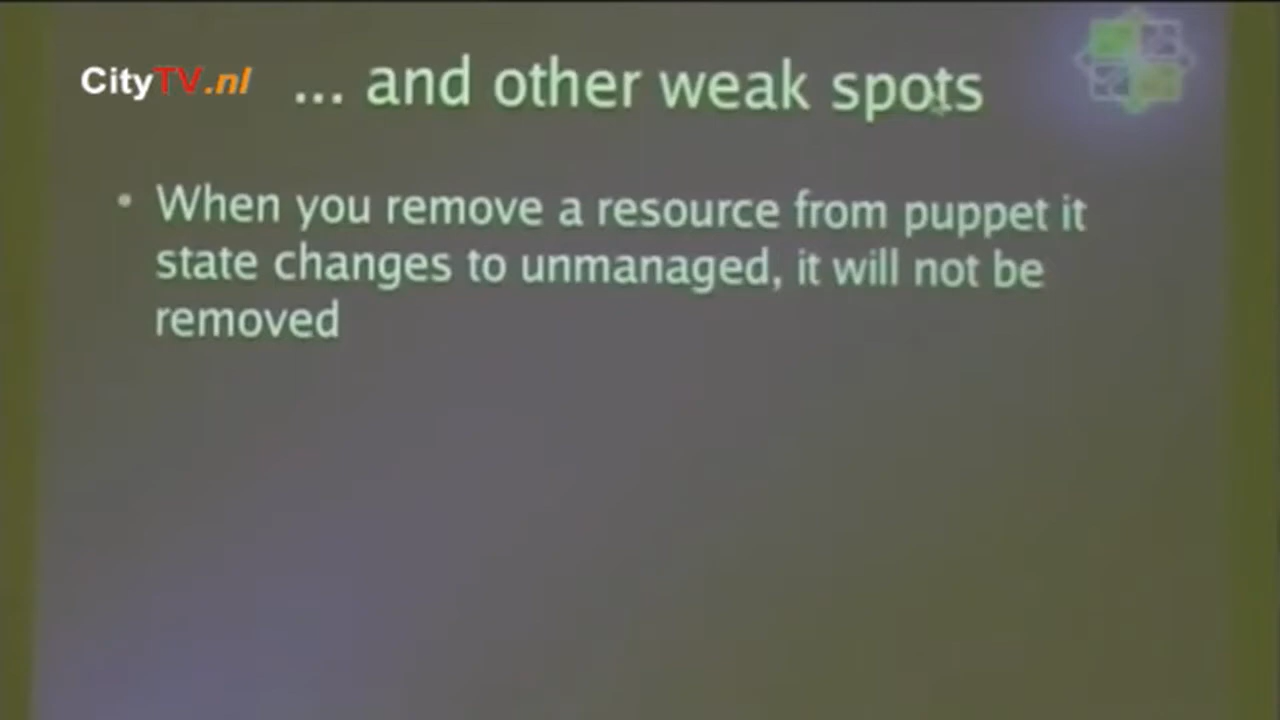 CityTV.nl
... and other weak spots
• When you remove a resource from puppet it
state changes to unmanaged, it will not be
removed